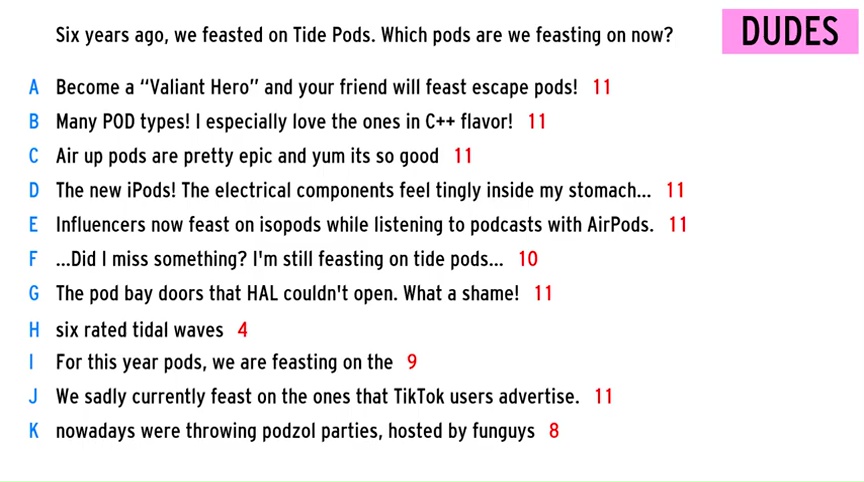 Six years ago, we feasted on Tide Pods. Which pods are we feasting on now?
DUDES
A Become a “Valiant Hero” and your friend will feast escape pods! 11
B Many POD types! I especially love the ones in C++ flavor! 11
C Air up pods are pretty epic and yum its so good 11
D The new iPods! The electrical components feel tingly inside my stomach... 11
E Influencers now feast on isopods while listening to podcasts with AirPods. 11
F ...Did I miss something? I'm still feasting on tide pods... 10
G The pod bay doors that HAL couldn't open. What a shame! 11
H six rated tidal waves 4
I For this year pods, we are feasting on the 9
J We sadly currently feast on the ones that TikTok users advertise. 11
K nowadays were throwing podzol parties, hosted by funguys 8